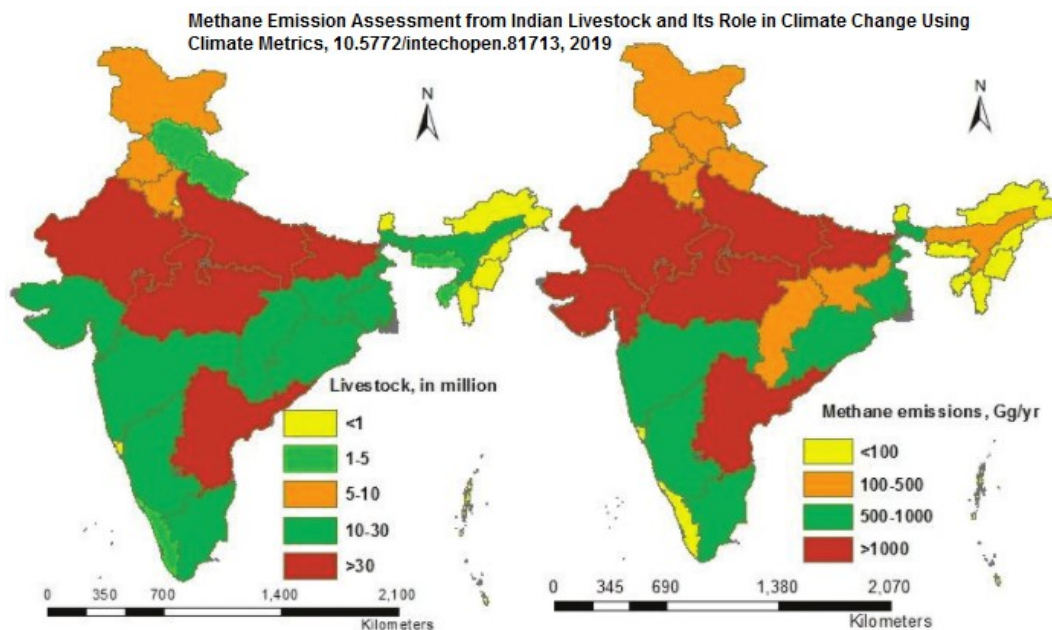 Methane Emission Assessment from Indian Livestock and Its Role in Climate Change Using
Climate Metrics, 10.5772/intechopen.81713, 2019
N
Livestock, in million
<1
1-5
5-10
10-30
>30
0 350 700 1,400 2,100
Kilometers
N
Methane emissions, Gg/yr
<100
100-500
500-1000
>1000
0 345 690 1,380 2,070
Kilometers